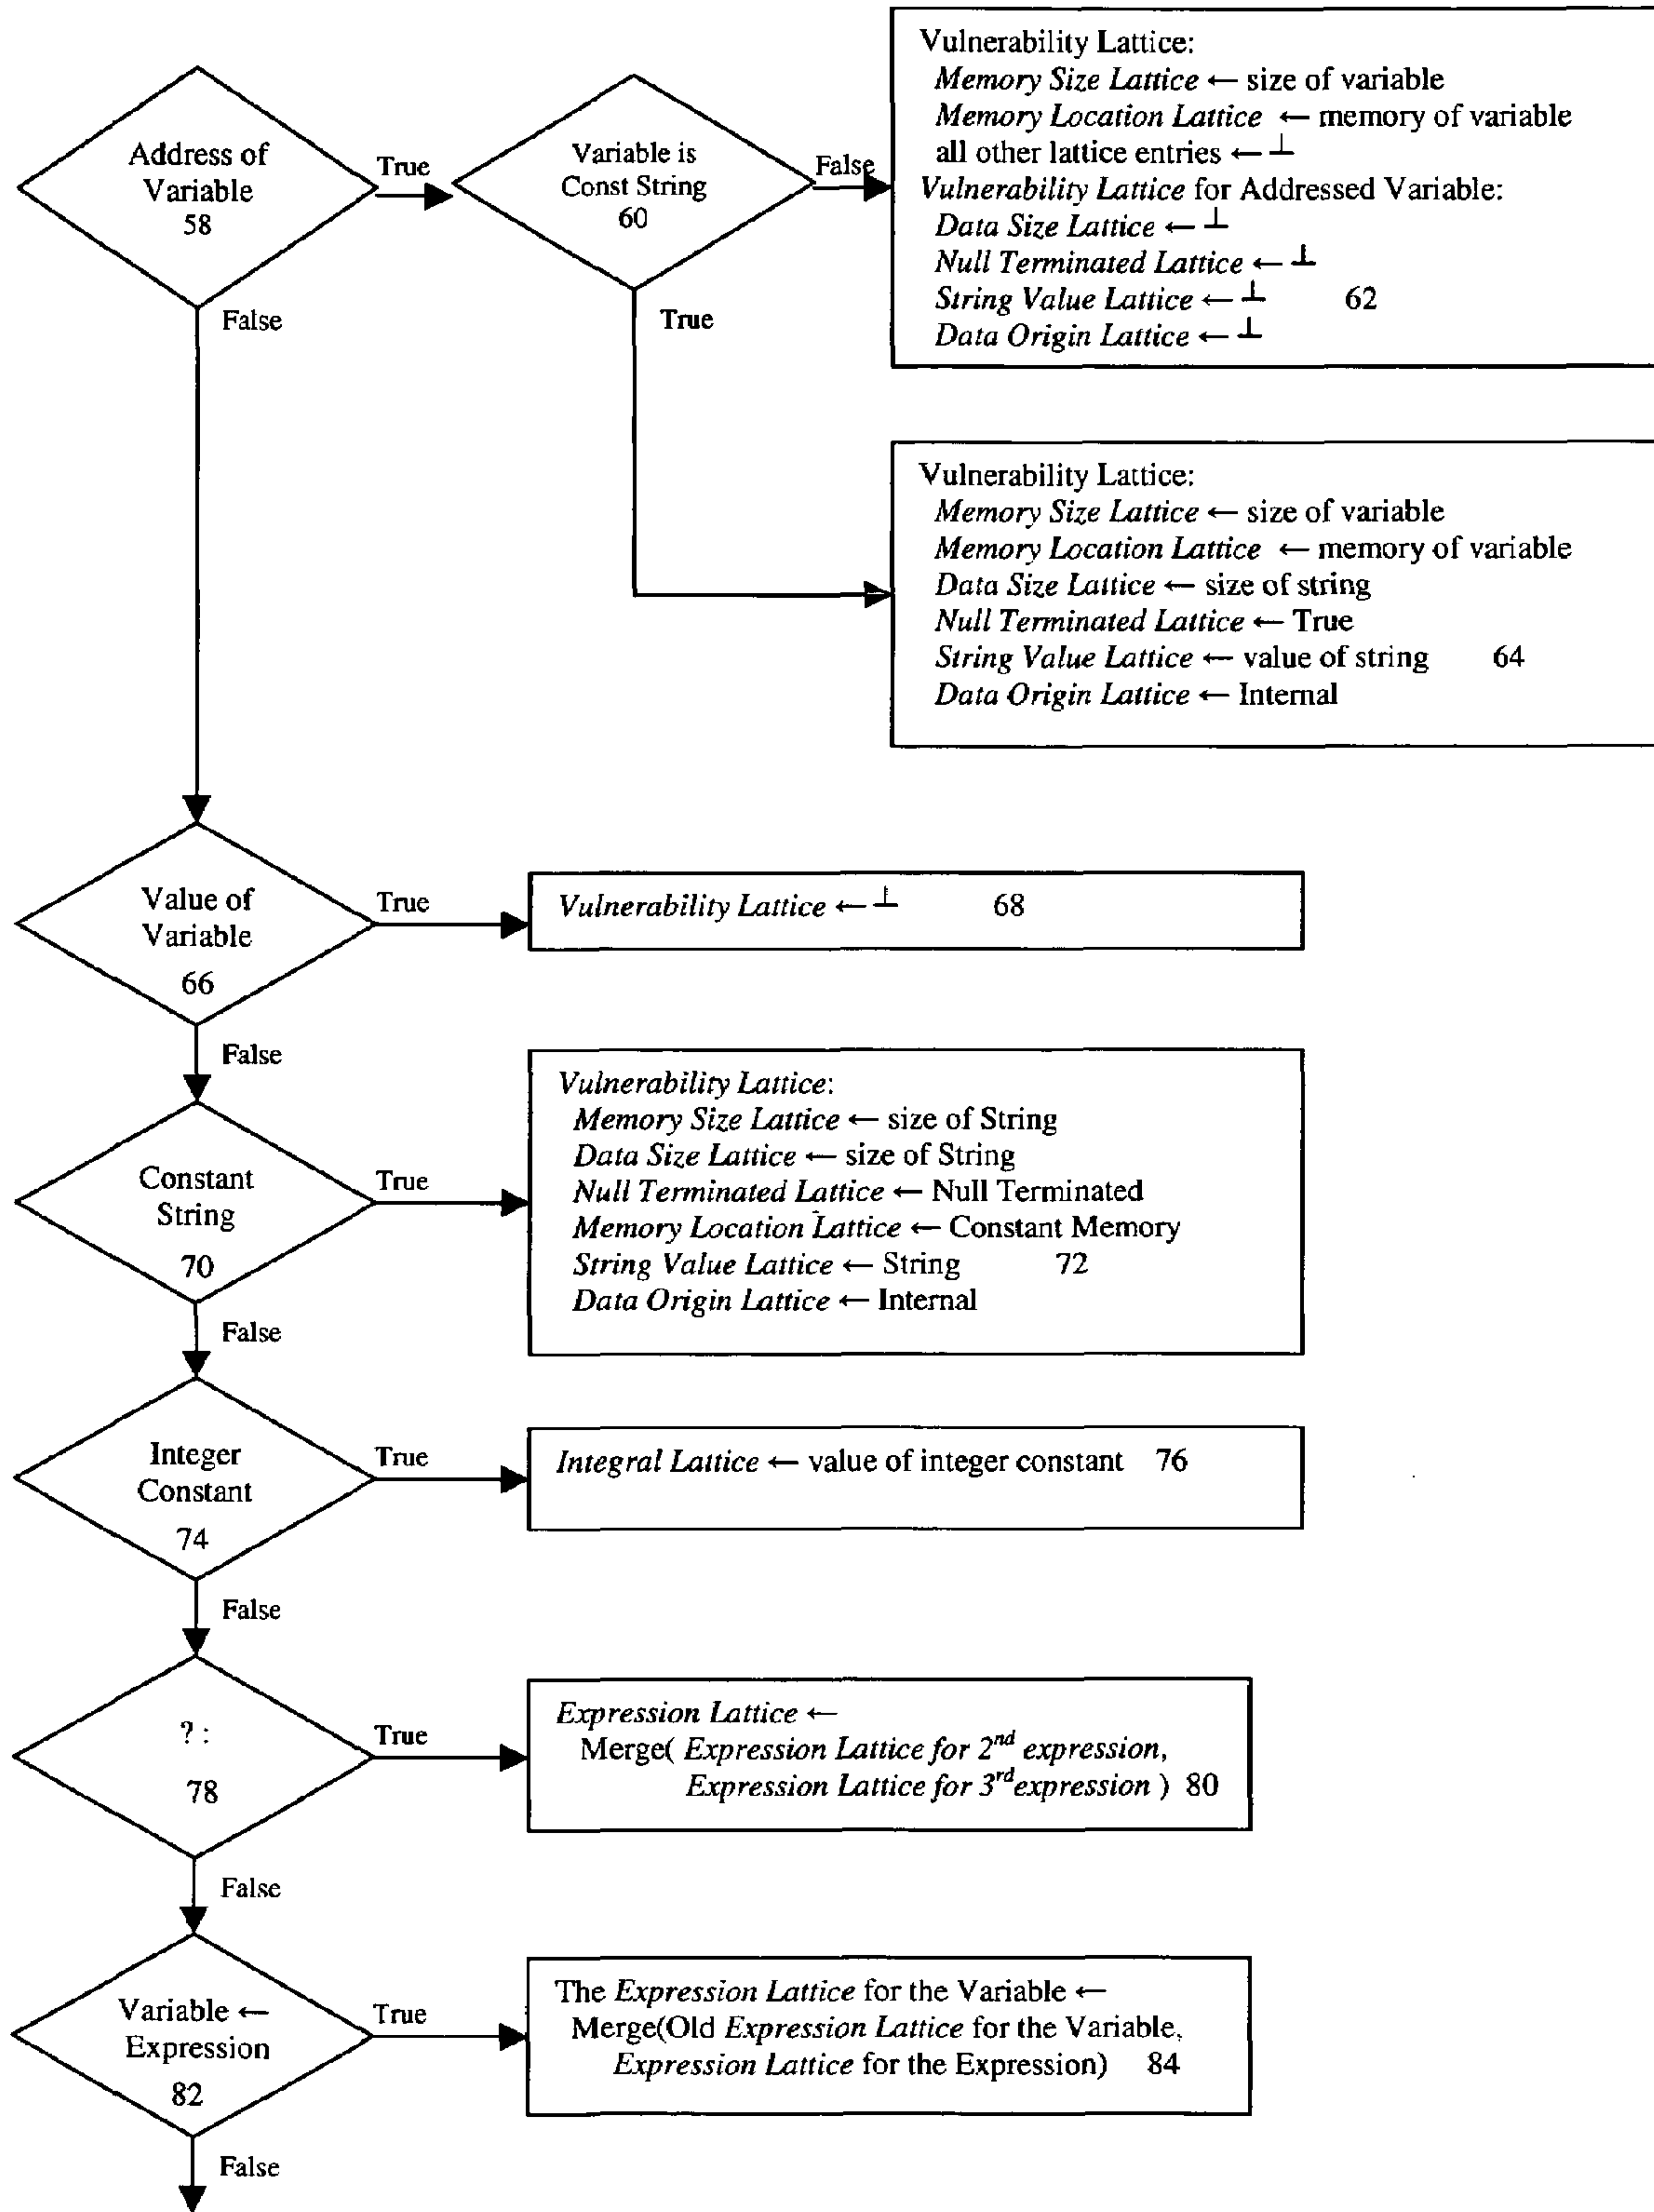 Address of
Variable
58
True
False
Variable is
Const String
60
False
True
Vulnerability Lattice:
Memory Size Lattice ← size of variable
Memory Location Lattice ← memory of variable
all other lattice entries ← ⊥
Vulnerability Lattice for Addressed Variable:
Data Size Lattice ← ⊥
Null Terminated Lattice ← ⊥
String Value Lattice ← ⊥ 62
Data Origin Lattice ← ⊥
Vulnerability Lattice:
Memory Size Lattice ← size of variable
Memory Location Lattice ← memory of variable
Data Size Lattice ← size of string
Null Terminated Lattice ← True
String Value Lattice ← value of string 64
Data Origin Lattice ← Internal
Value of
Variable
66
True
False
Vulnerability Lattice ← ⊥ 68
Constant
String
70
True
False
Vulnerability Lattice:
Memory Size Lattice ← size of String
Data Size Lattice ← size of String
Null Terminated Lattice ← Null Terminated
Memory Location Lattice ← Constant Memory
String Value Lattice ← String 72
Data Origin Lattice ← Internal
Integer
Constant
74
True
False
Integral Lattice ← value of integer constant 76
? :
78
True
False
Expression Lattice ←
Merge( Expression Lattice for 2nd expression,
Expression Lattice for 3rd expression ) 80
Variable ←
Expression
82
True
False
The Expression Lattice for the Variable ←
Merge(Old Expression Lattice for the Variable,
Expression Lattice for the Expression) 84